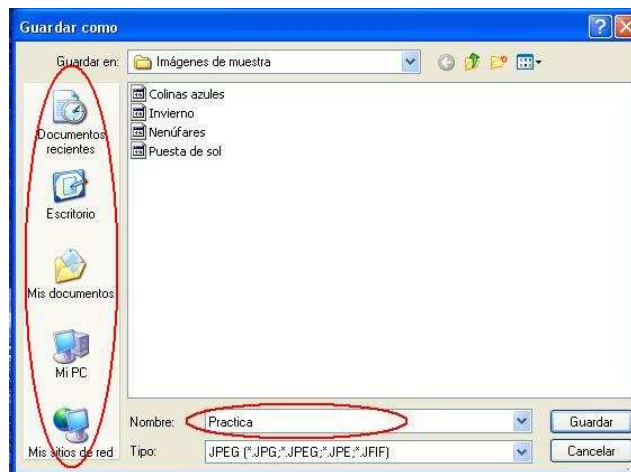 Guardar como
Guardar en: Imágenes de muestra
Documentos recientes
Escritorio
Mis documentos
Mi PC
Mis sitios de red
Colinas azules
Invierno
Nenúfares
Puesta de sol
Nombre: Practica Guardar
Tipo: JPEG (*.JPG;*.JPEG;*.JPE;*.JFIF) Cancelar